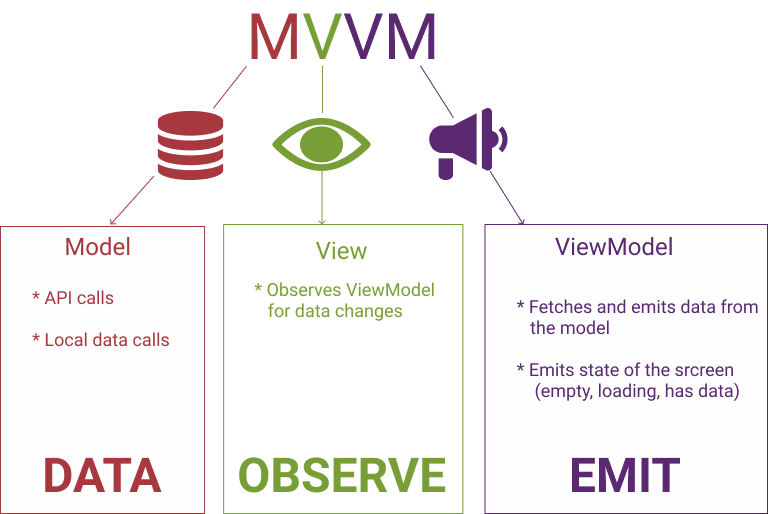 MVVM
Model
* API calls
* Local data calls
DATA
View
* Observes ViewModel
for data changes
OBSERVE
ViewModel
* Fetches and emits data from
the model
* Emits state of the srcreen
(empty, loading, has data)
EMIT